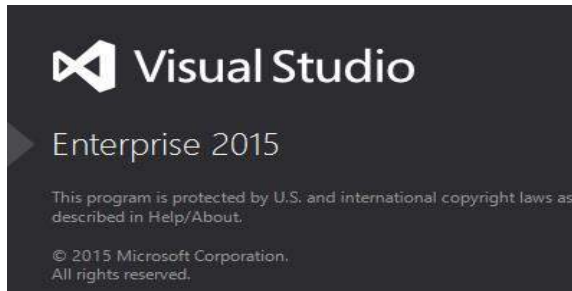 Visual Studio
Enterprise 2015
This program is protected by U.S. and international copyright laws as
described in Help/About.
© 2015 Microsoft Corporation.
All rights reserved.